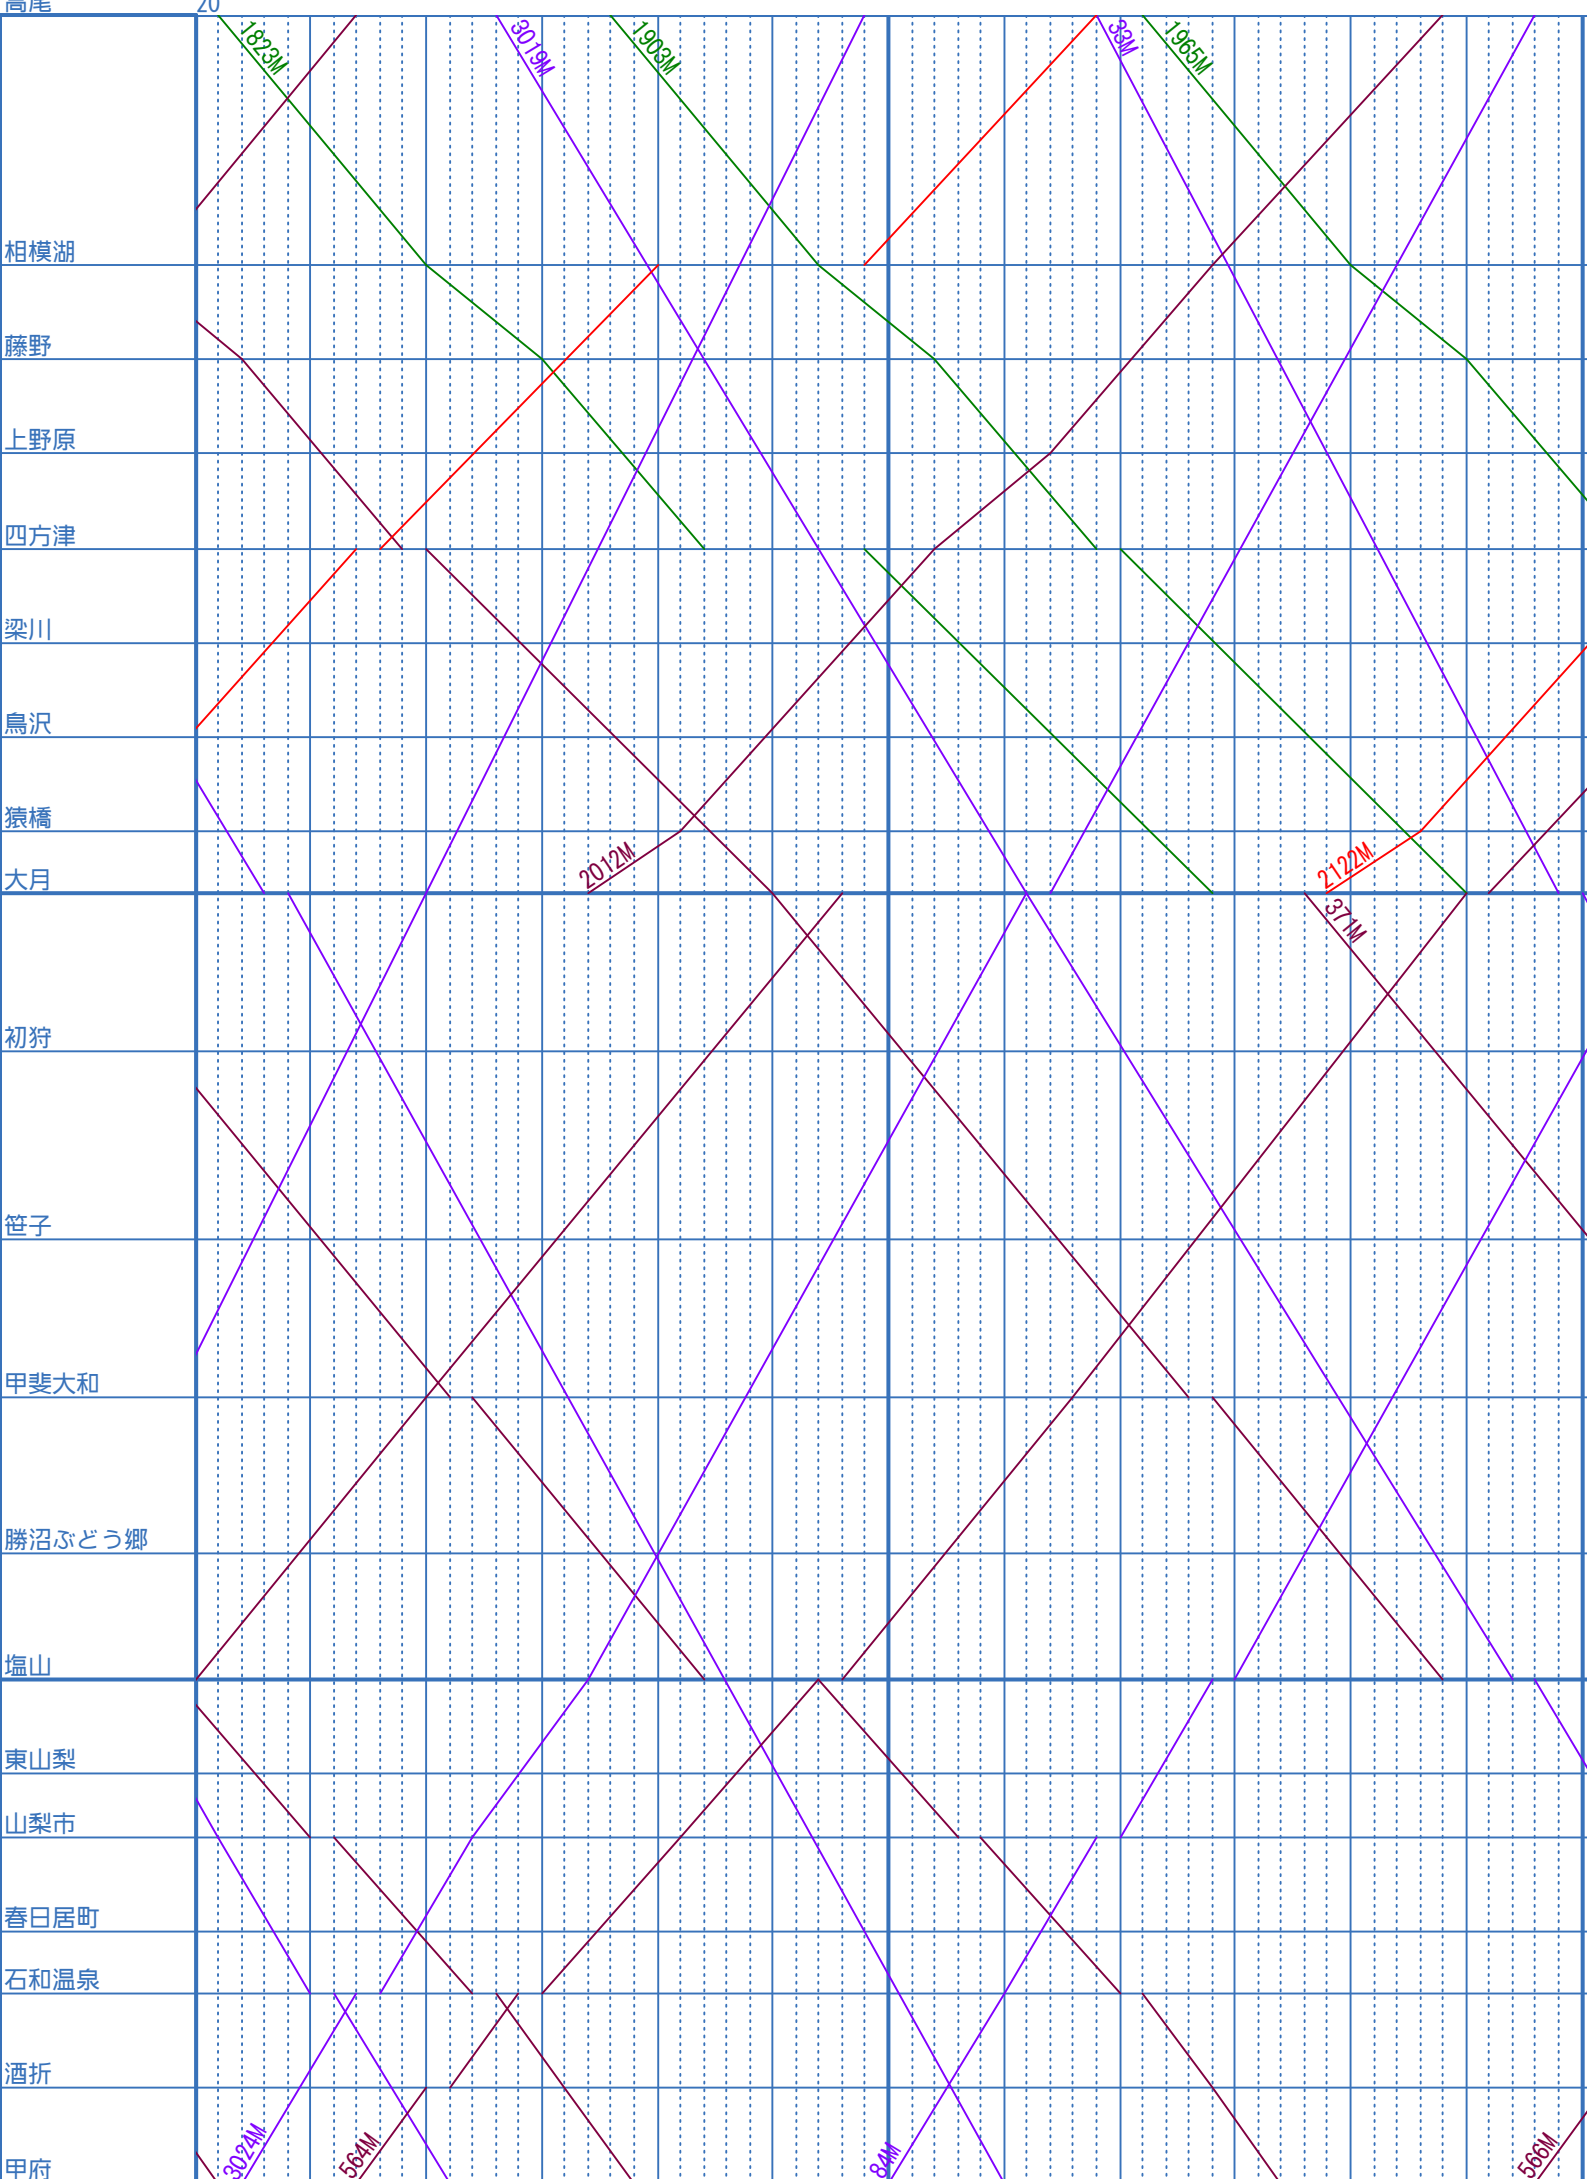 高尾
20
1823M
3019M
1903M
33M
1965M
相模湖
藤野
上野原
四方津
梁川
鳥沢
猿橋
2012M
2122M
大月
371M
初狩
笹子
甲斐大和
勝沼ぶどう郷
塩山
東山梨
山梨市
春日居町
石和温泉
酒折
3024M
564M
84M
566M
甲府